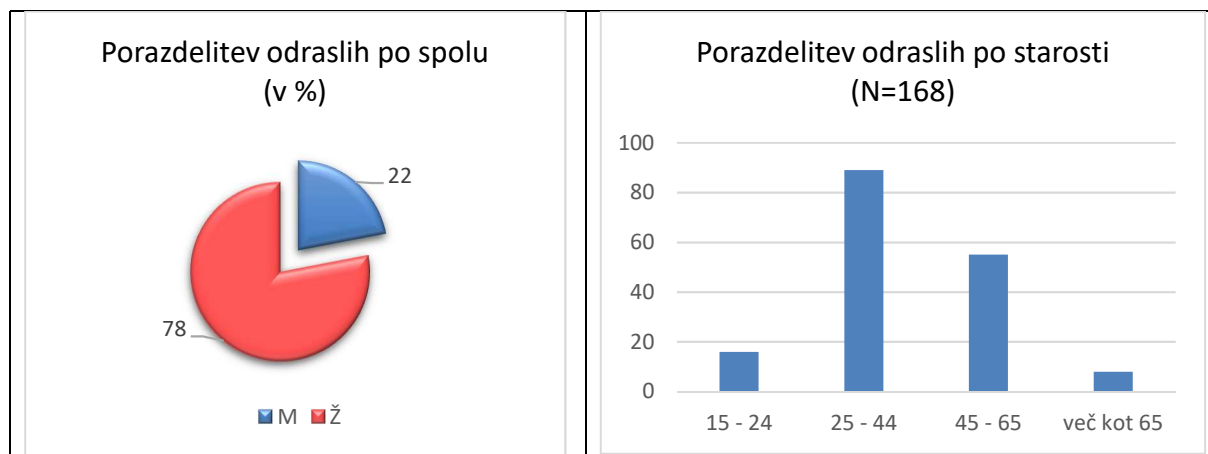 Porazdelitev odraslih po spolu
(v %)
22
78
M Ž
Porazdelitev odraslih po starosti
(N=168)
100
80
60
40
20
0
15 - 24 25 - 44 45 - 65 več kot 65